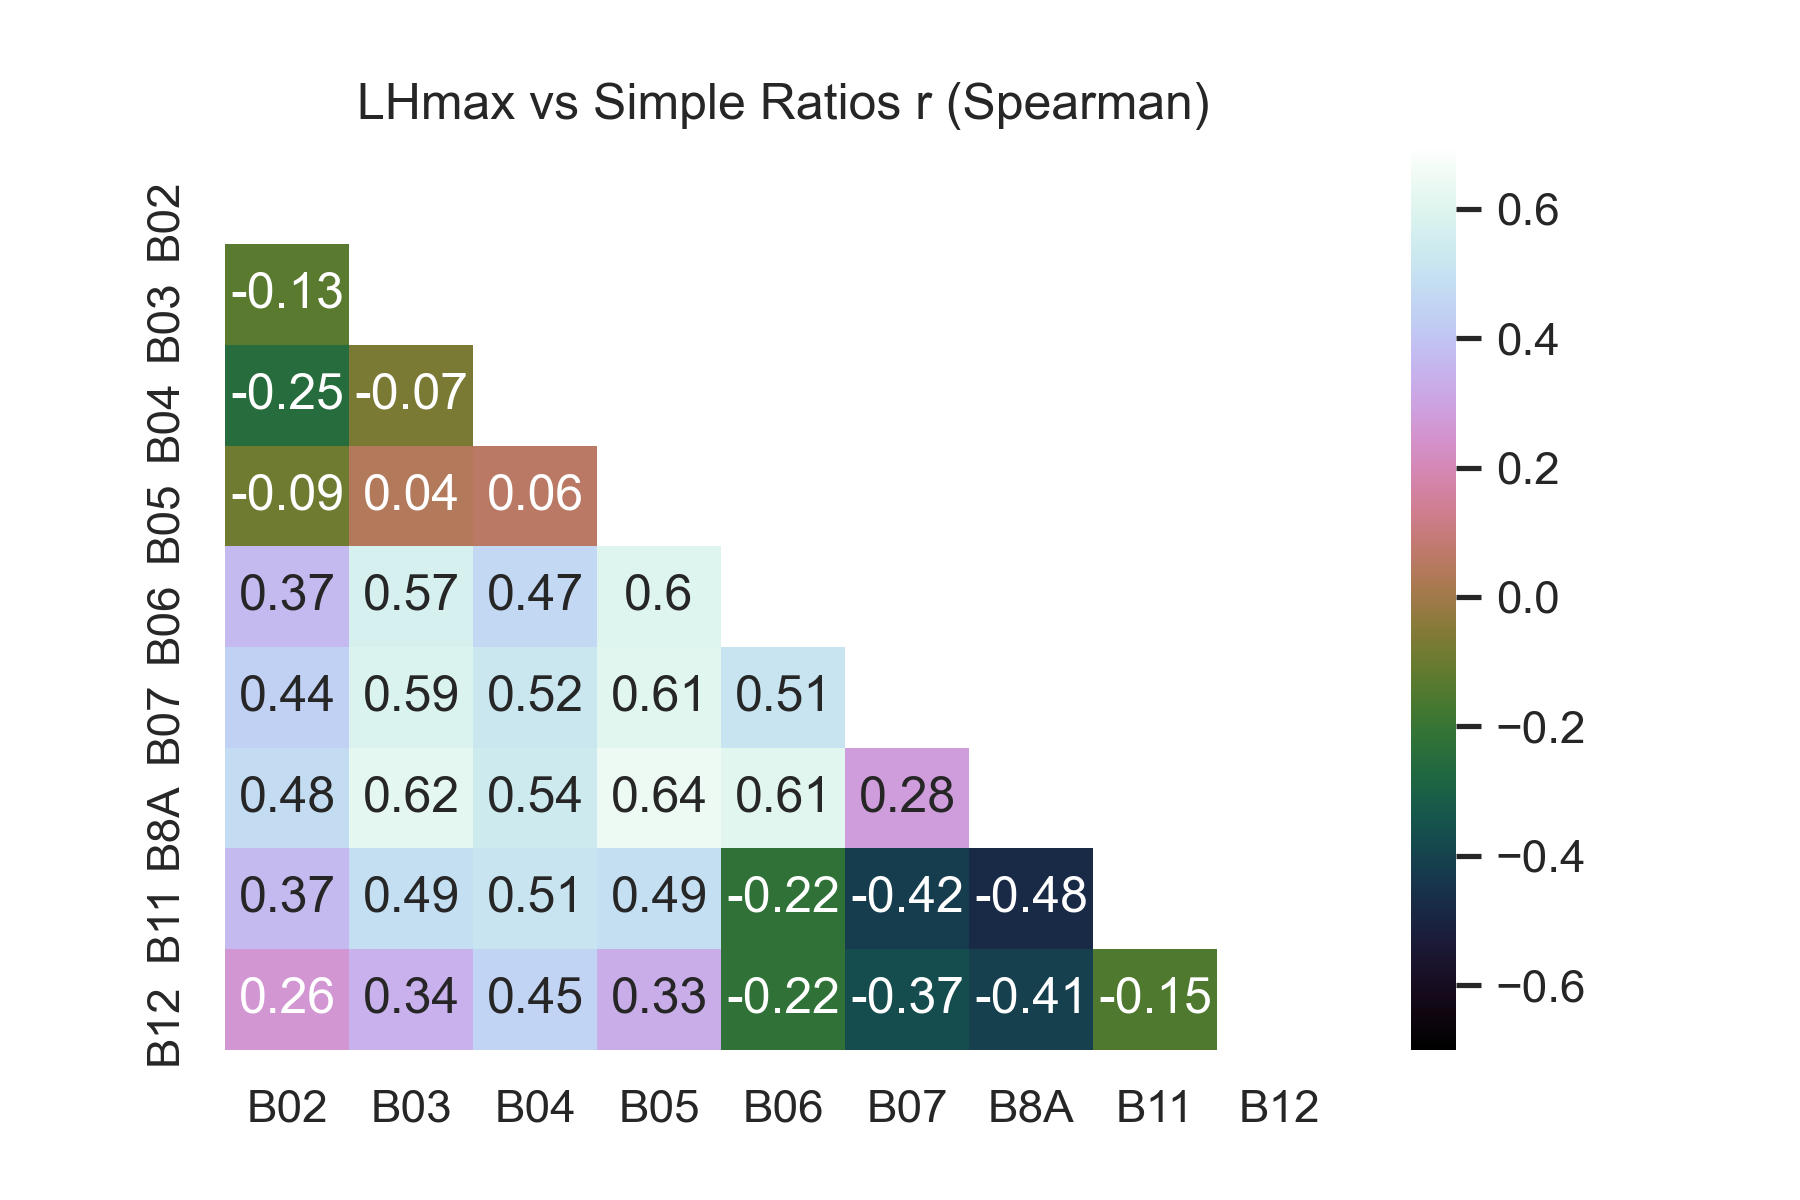 LHmax vs Simple Ratios r (Spearman)
B02
B03 -0.13
B04 -0.25 -0.07
B05 -0.09 0.04 0.06
B06 0.37 0.57 0.47 0.6
B07 0.44 0.59 0.52 0.61 0.51
B8A 0.48 0.62 0.54 0.64 0.61 0.28
B11 0.37 0.49 0.51 0.49 -0.22 -0.42 -0.48
B12 0.26 0.34 0.45 0.33 -0.22 -0.37 -0.41 -0.15
B02 B03 B04 B05 B06 B07 B8A B11 B12
0.6
0.4
0.2
0.0
−0.2
−0.4
−0.6